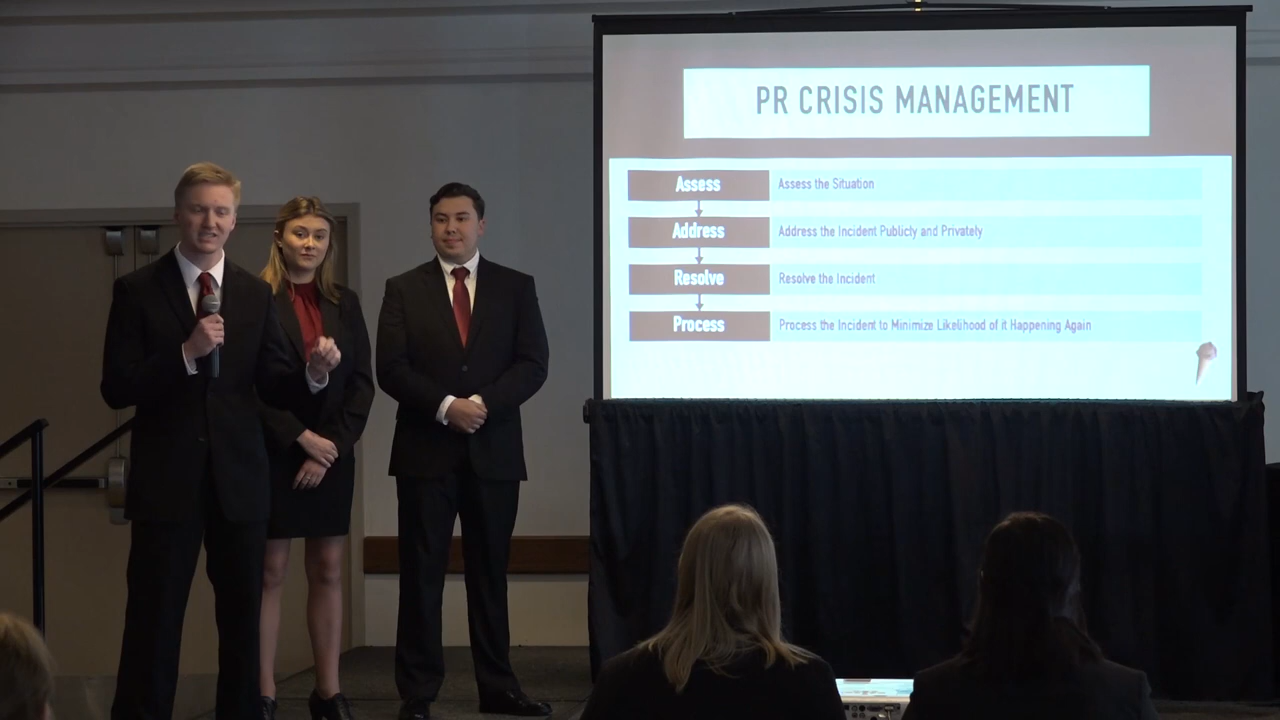 PR CRISIS MANAGEMENT
Assess Assess the Situation
Address Address the Incident Publicly and Privately
Resolve Resolve the Incident
Process Process the Incident to Minimize Likelihood of it Happening Again